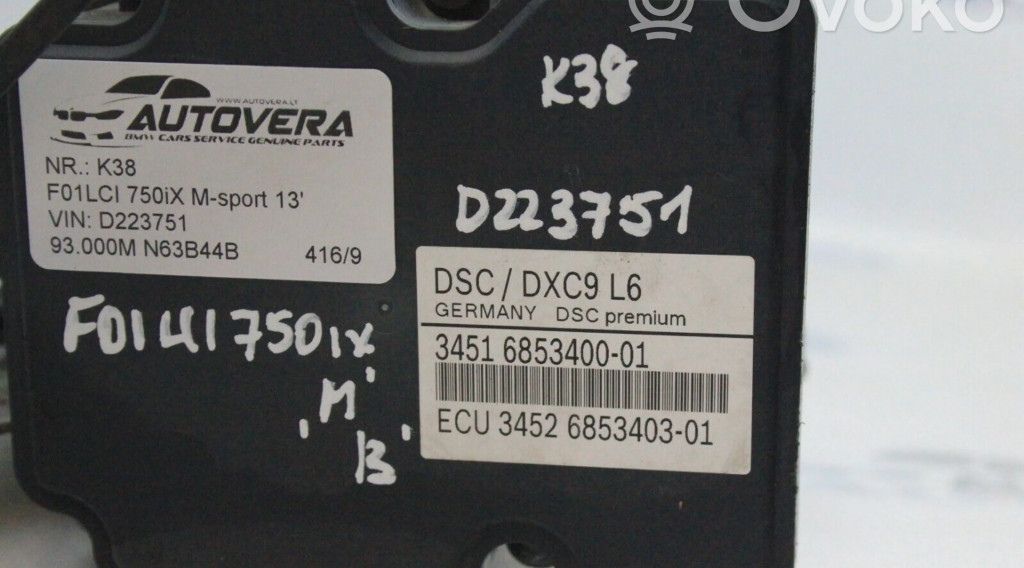 OVOKO
K38
WWW.AUTOVERA.LT
AUTOVERA
BMW CARS SERVICE GENUINE PARTS
NR.: K38
F01LCI 750iX M-sport 13'
VIN: D223751
93.000M N63B44B 416/9
D223751
DSC / DXC9 L6
GERMANY DSC premium
3451 6853400-01
ECU 3452 6853403-01
F01 LCI 750ix
'M'
13'